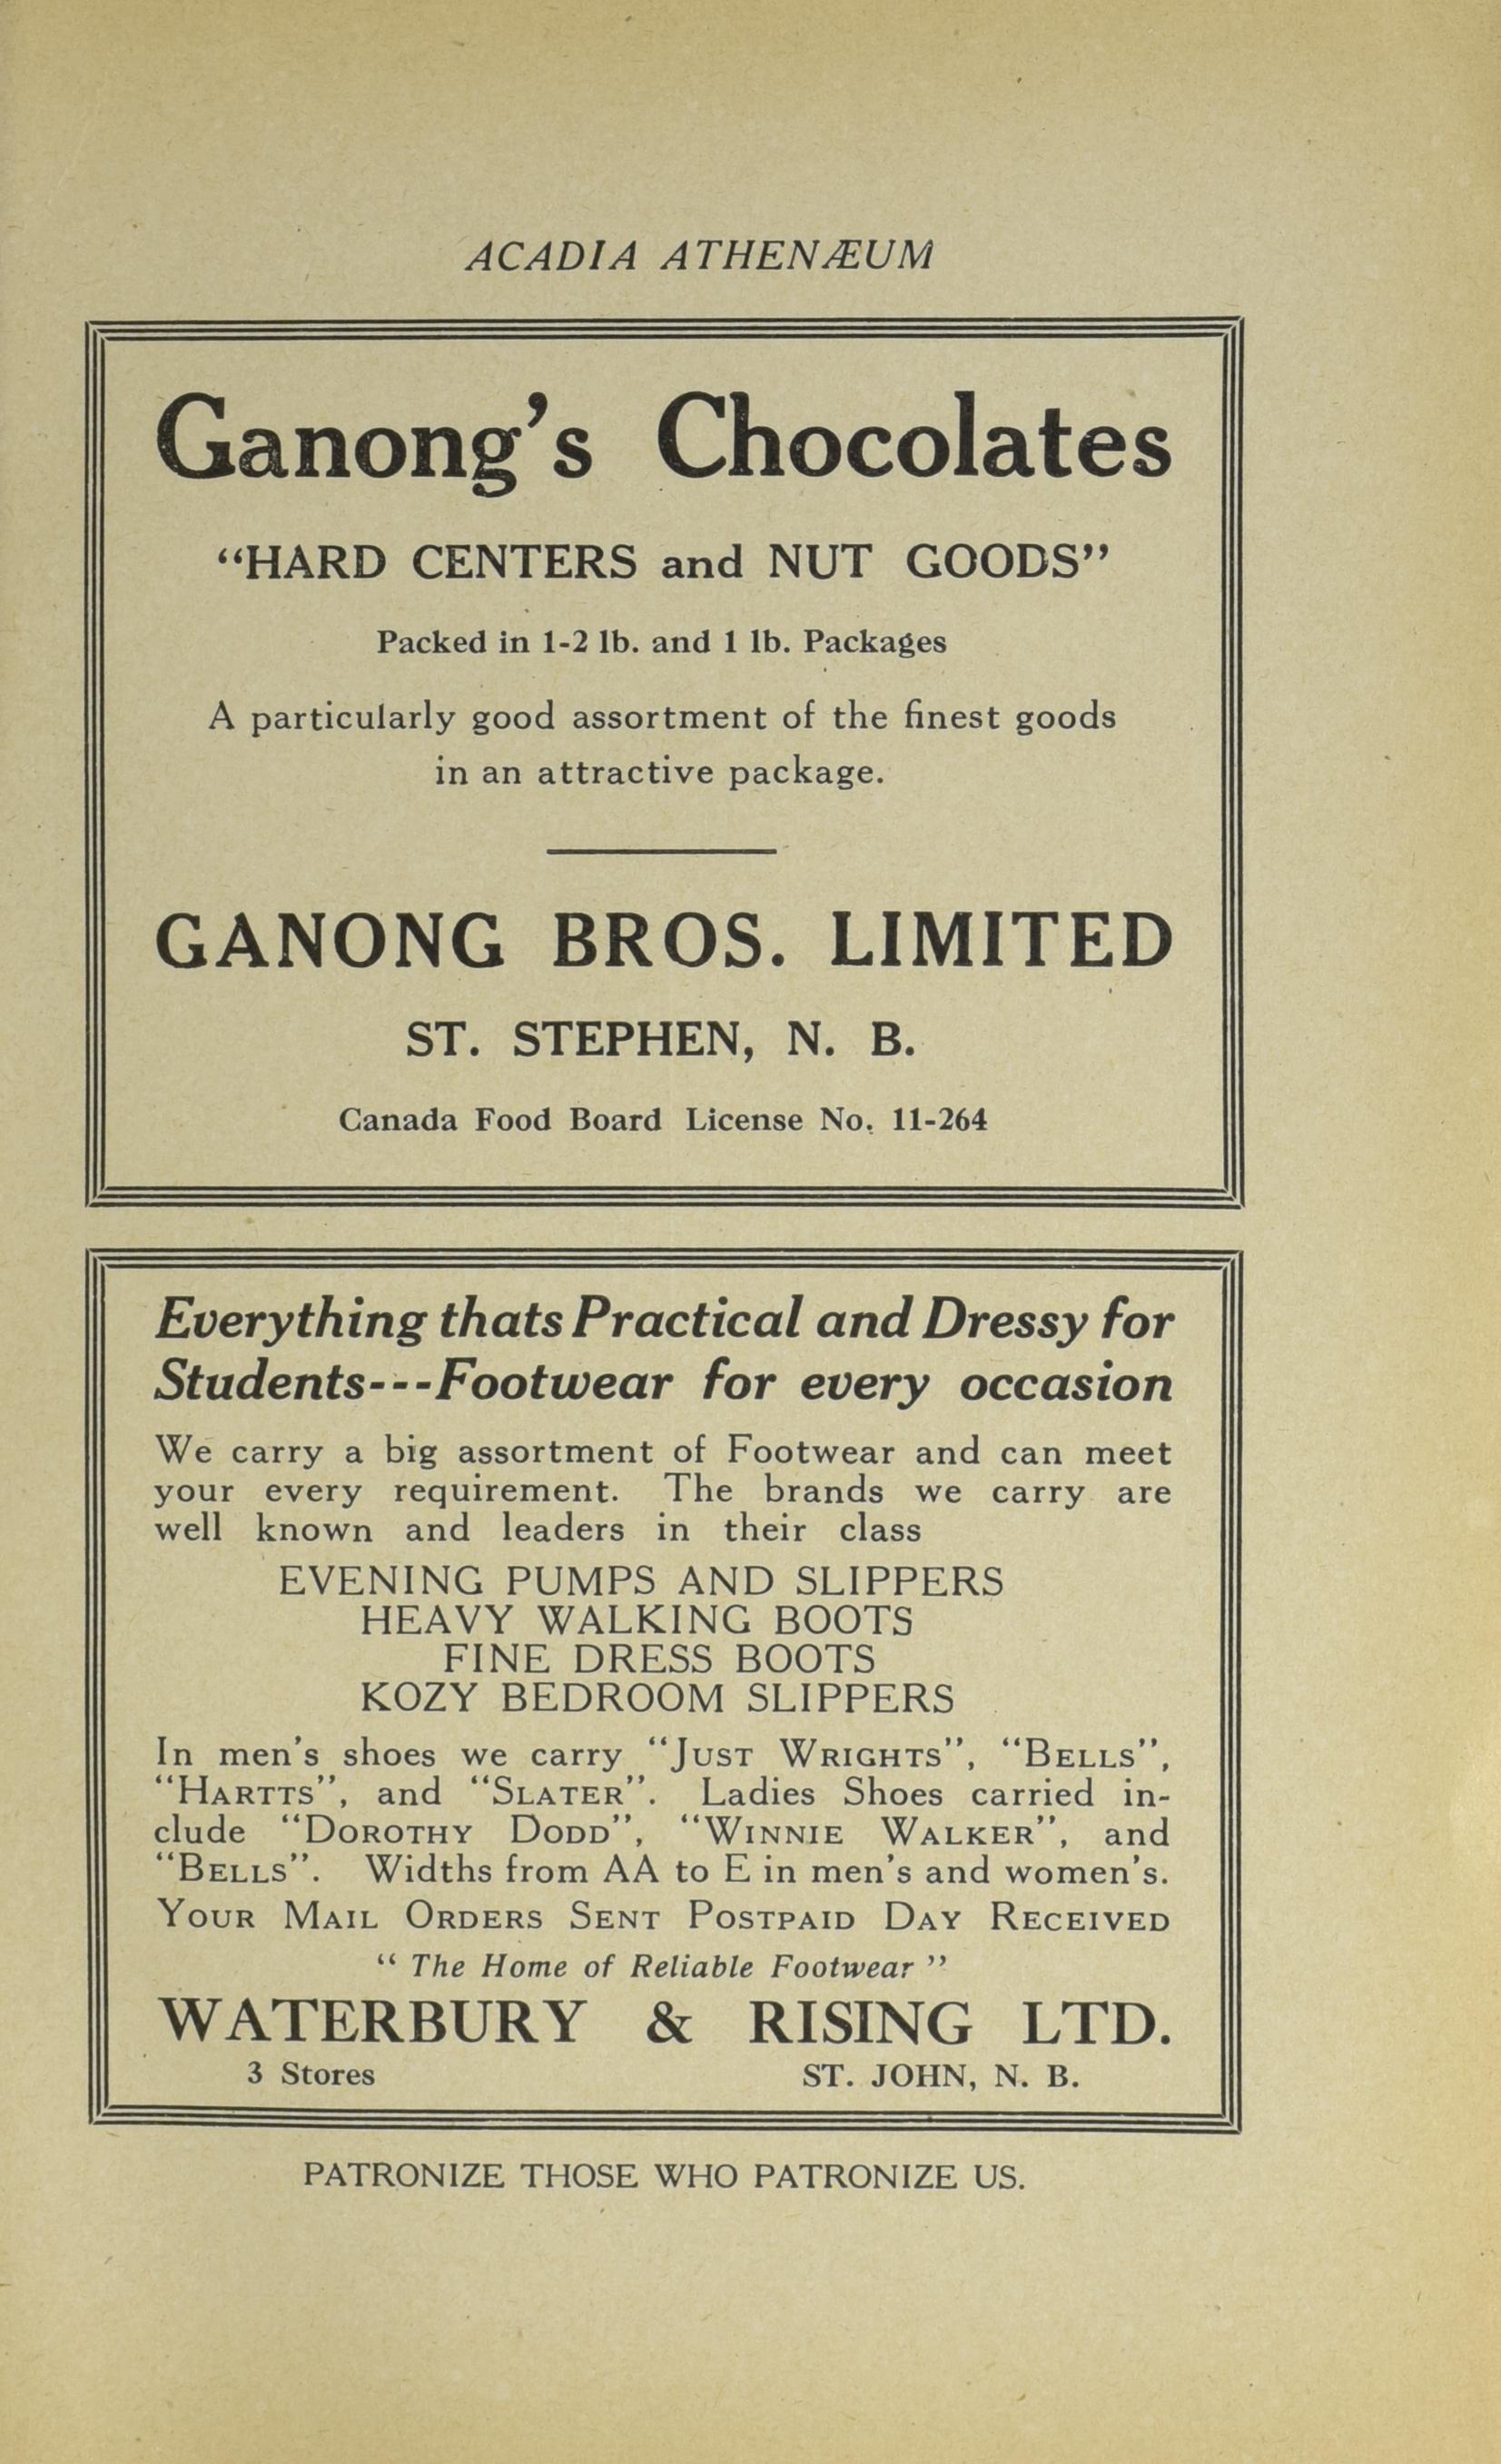 ACADIA ATHENÆUM
Ganong's Chocolates
"HARD CENTERS and NUT GOODS"
Packed in 1-2 lb. and 1 lb. Packages
A particularly good assortment of the finest goods
in an attractive package.
GANONG BROS. LIMITED
ST. STEPHEN, N. B.
Canada Food Board License No. 11-264
Everything thats Practical and Dressy for
Students---Footwear for every occasion
We carry a big assortment of Footwear and can meet
your every requirement. The brands we carry are
well known and leaders in their class
EVENING PUMPS AND SLIPPERS
HEAVY WALKING BOOTS
FINE DRESS BOOTS
KOZY BEDROOM SLIPPERS
In men's shoes we carry "JUST WRIGHTS", "BELLS",
"HARTTS", and "SLATER". Ladies Shoes carried in-
clude "DOROTHY DODD", "WINNIE WALKER", and
"BELLS". Widths from AA to E in men's and women's.
YOUR MAIL ORDERS SENT POSTPAID DAY RECEIVED
" The Home of Reliable Footwear "
WATERBURY & RISING LTD.
3 Stores ST. JOHN, N. B.
PATRONIZE THOSE WHO PATRONIZE US.